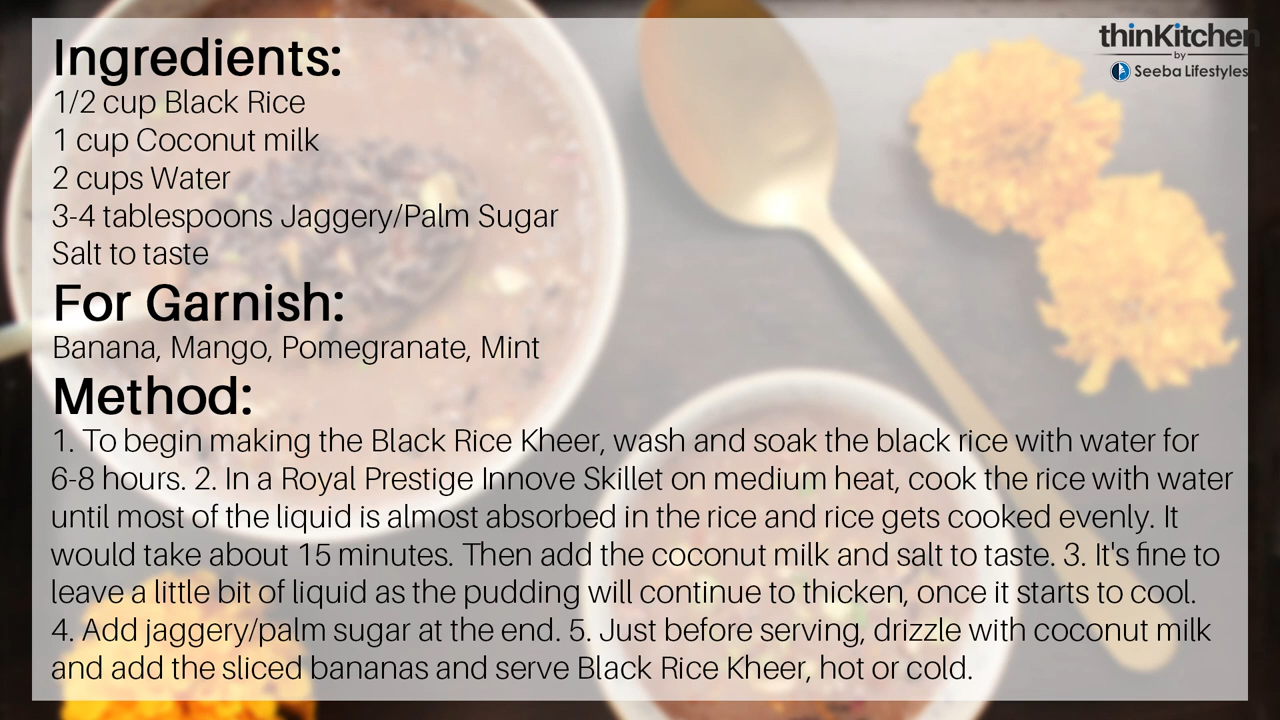 thinKitchen
by
Seeba Lifestyles
Ingredients:
1/2 cup Black Rice
1 cup Coconut milk
2 cups Water
3-4 tablespoons Jaggery/Palm Sugar
Salt to taste
For Garnish:
Banana, Mango, Pomegranate, Mint
Method:
1. To begin making the Black Rice Kheer, wash and soak the black rice with water for
6-8 hours. 2. In a Royal Prestige Innove Skillet on medium heat, cook the rice with water
until most of the liquid is almost absorbed in the rice and rice gets cooked evenly. It
would take about 15 minutes. Then add the coconut milk and salt to taste. 3. It's fine to
leave a little bit of liquid as the pudding will continue to thicken, once it starts to cool.
4. Add jaggery/palm sugar at the end. 5. Just before serving, drizzle with coconut milk
and add the sliced bananas and serve Black Rice Kheer, hot or cold.